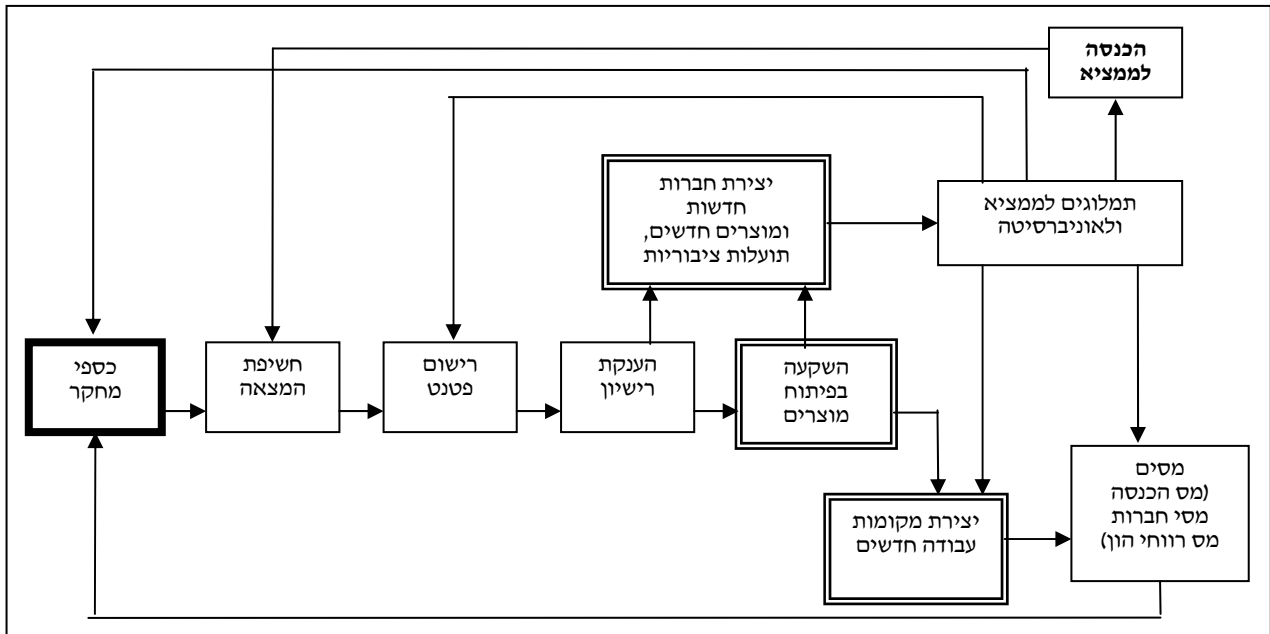 הכנסה
לממציא
יצירת חברות
חדשות
ומוצרים חדשים,
תועלות ציבוריות
תמלוגים לממציא
ולאוניברסיטה
כספי
מחקר
חשיפת
המצאה
רישום
פטנט
הענקת
רישיון
השקעה
בפיתוח
מוצרים
יצירת מקומות
עבודה חדשים
מסים
(מס הכנסה
מסי חברות
מס רווחי הון)